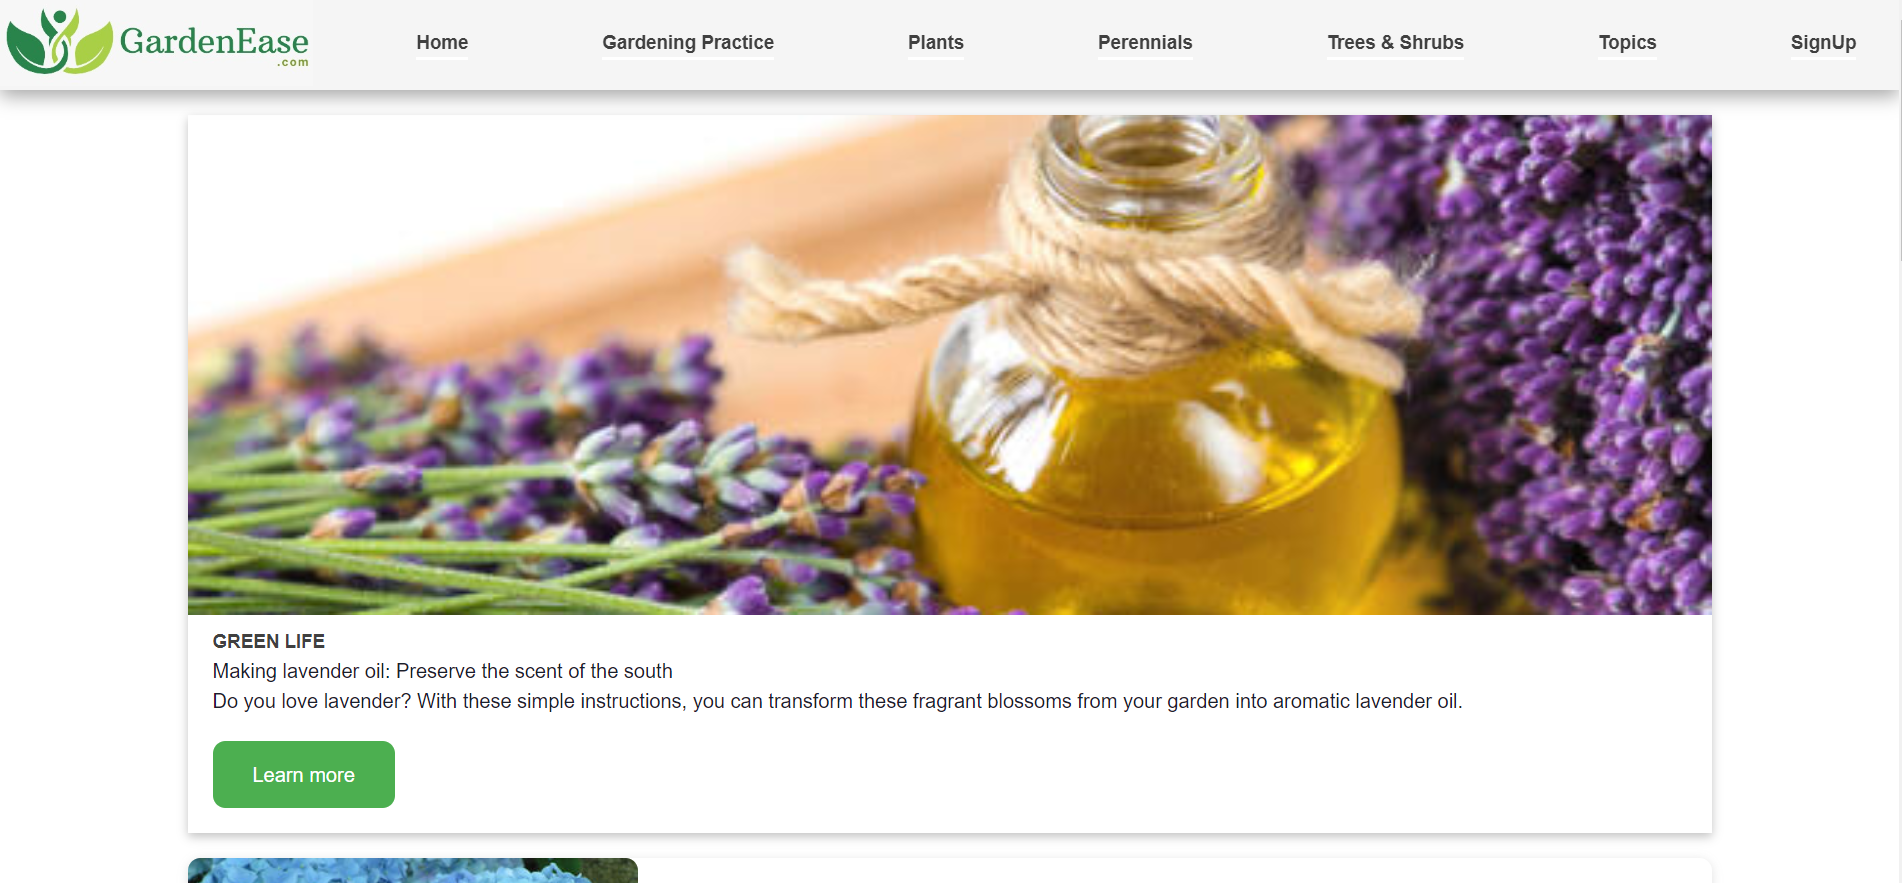 GardenEase
.com
Home
Gardening Practice
Plants
Perennials
Trees & Shrubs
Topics
SignUp
GREEN LIFE
Making lavender oil: Preserve the scent of the south
Do you love lavender? With these simple instructions, you can transform these fragrant blossoms from your garden into aromatic lavender oil.
Learn more